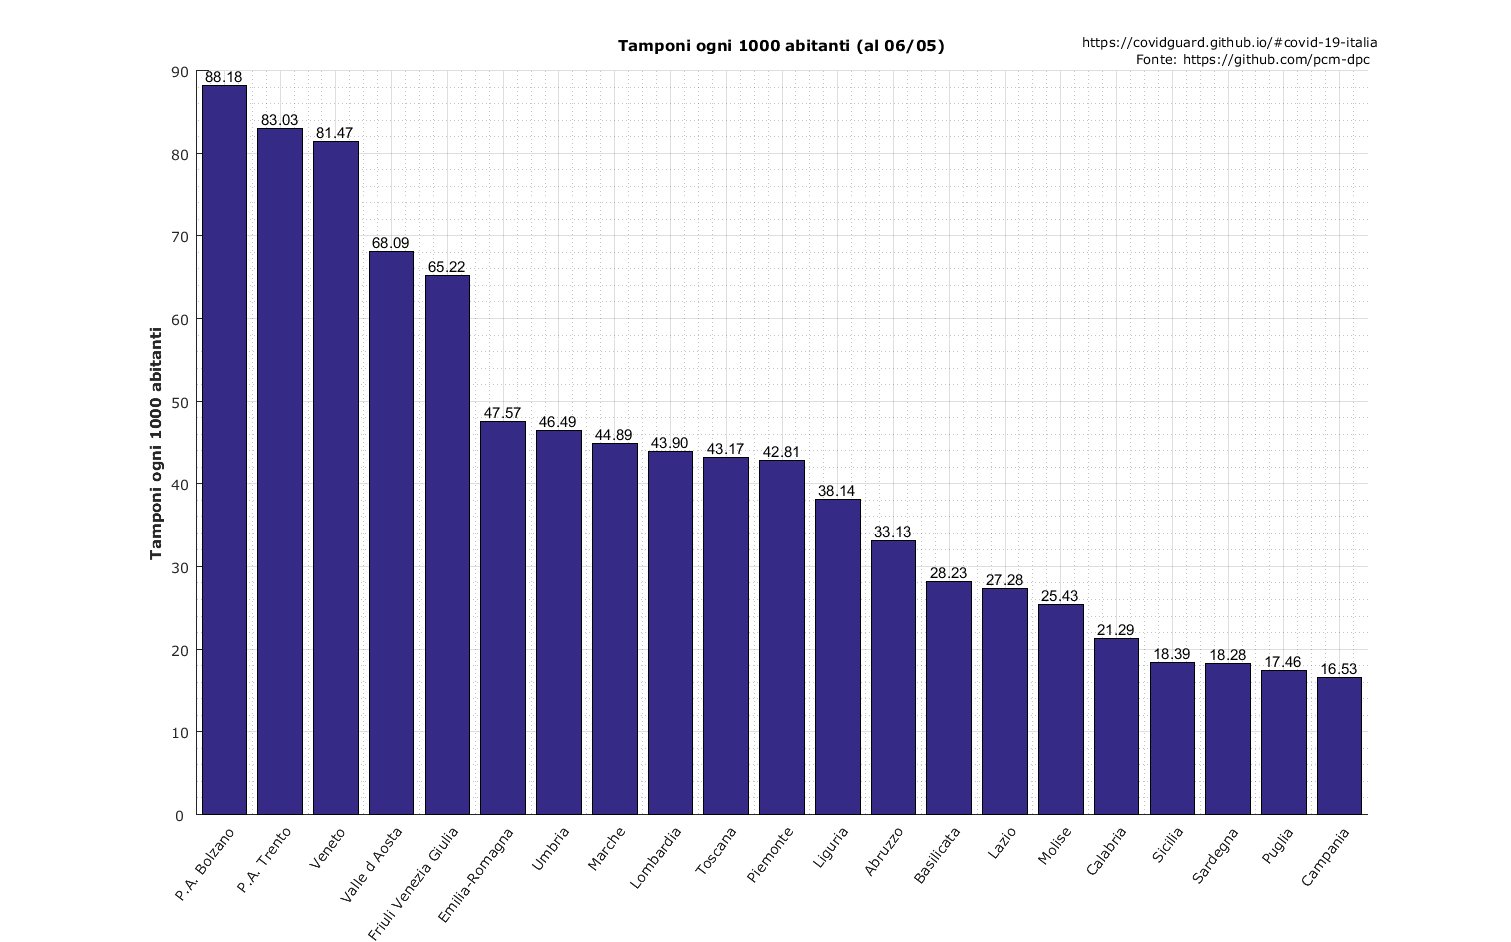 Tamponi ogni 1000 abitanti (al 06/05)
https://covidguard.github.io/#covid-19-italia
Fonte: https://github.com/pcm-dpc
Tamponi ogni 1000 abitanti
90
80
70
60
50
40
30
20
10
0
88.18
83.03
81.47
68.09
65.22
47.57
46.49
44.89
43.90
43.17
42.81
38.14
33.13
28.23
27.28
25.43
21.29
18.39
18.28
17.46
16.53
P.A. Bolzano
P.A. Trento
Veneto
Valle d Aosta
Friuli Venezia Giulia
Emilia-Romagna
Umbria
Marche
Lombardia
Toscana
Piemonte
Liguria
Abruzzo
Basilicata
Lazio
Molise
Calabria
Sicilia
Sardegna
Puglia
Campania